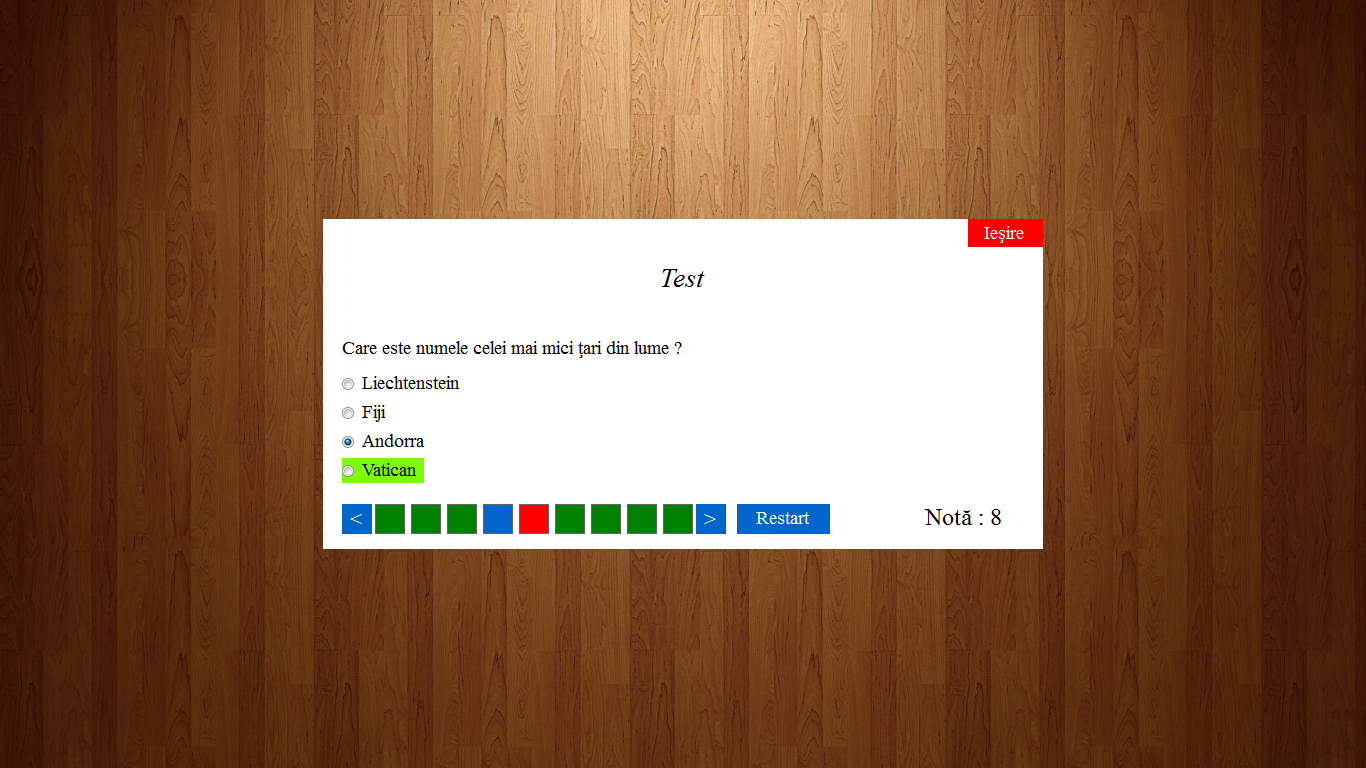 Ieşire
Test
Care este numele celei mai mici ţari din lume ?
Liechtenstein
Fiji
Andorra
Vatican
< > Restart Notă : 8